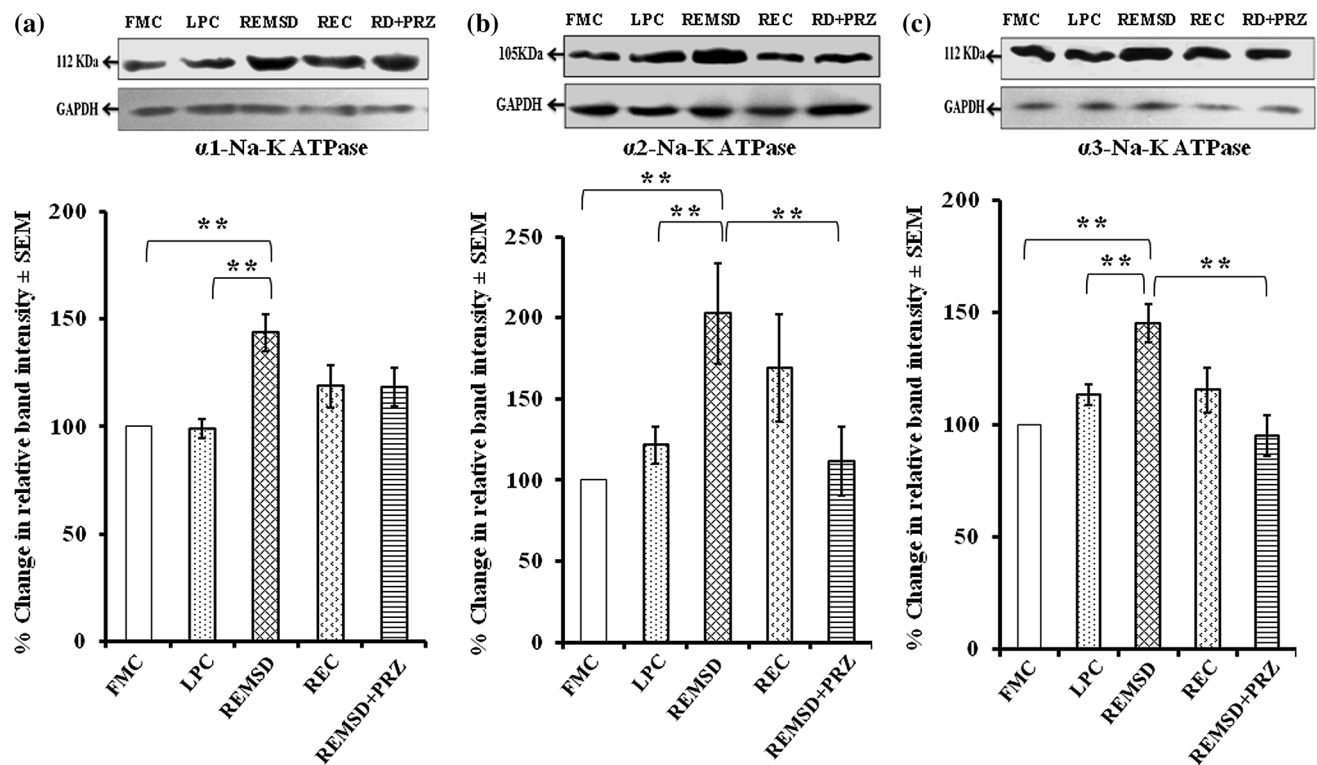 (a)
FMC LPC REMSD REC RD+PRZ
112 KDa
GAPDH
α1-Na-K ATPase
% Change in relative band intensity ± SEM
200
150
100
50
0
**
**
FMC
LPC
REMSD
REC
REMSD+PRZ
(b)
FMC LPC REMSD REC RD+PRZ
105KDa
GAPDH
α2-Na-K ATPase
% Change in relative band intensity ± SEM
250
200
150
100
50
0
**
**
**
FMC
LPC
REMSD
REC
REMSD+PRZ
(c)
FMC LPC REMSD REC RD+PRZ
112 KDa
GAPDH
α3-Na-K ATPase
% Change in relative band intensity ± SEM
200
150
100
50
0
**
**
**
FMC
LPC
REMSD
REC
REMSD+PRZ